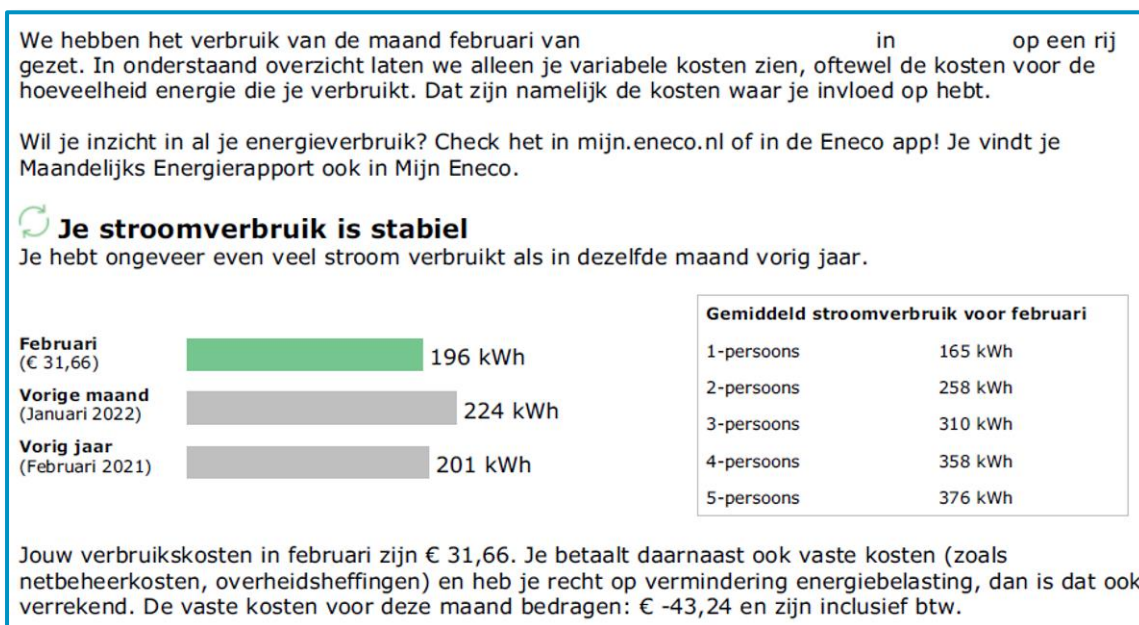 We hebben het verbruik van de maand februari van in op een rij
gezet. In onderstaand overzicht laten we alleen je variabele kosten zien, oftewel de kosten voor de
hoeveelheid energie die je verbruikt. Dat zijn namelijk de kosten waar je invloed op hebt.
Wil je inzicht in al je energieverbruik? Check het in mijn.eneco.nl of in de Eneco app! Je vindt je
Maandelijks Energierapport ook in Mijn Eneco.
Je stroomverbruik is stabiel
Je hebt ongeveer even veel stroom verbruikt als in dezelfde maand vorig jaar.
Februari
(€ 31,66)
196 kWh
Vorige maand
(Januari 2022)
224 kWh
Vorig jaar
(Februari 2021)
201 kWh
Gemiddeld stroomverbruik voor februari
1-persoons 165 kWh
2-persoons 258 kWh
3-persoons 310 kWh
4-persoons 358 kWh
5-persoons 376 kWh
Jouw verbruikskosten in februari zijn € 31,66. Je betaalt daarnaast ook vaste kosten (zoals
netbeheerkosten, overheidsheffingen) en heb je recht op vermindering energiebelasting, dan is dat ook
verrekend. De vaste kosten voor deze maand bedragen: € -43,24 en zijn inclusief btw.